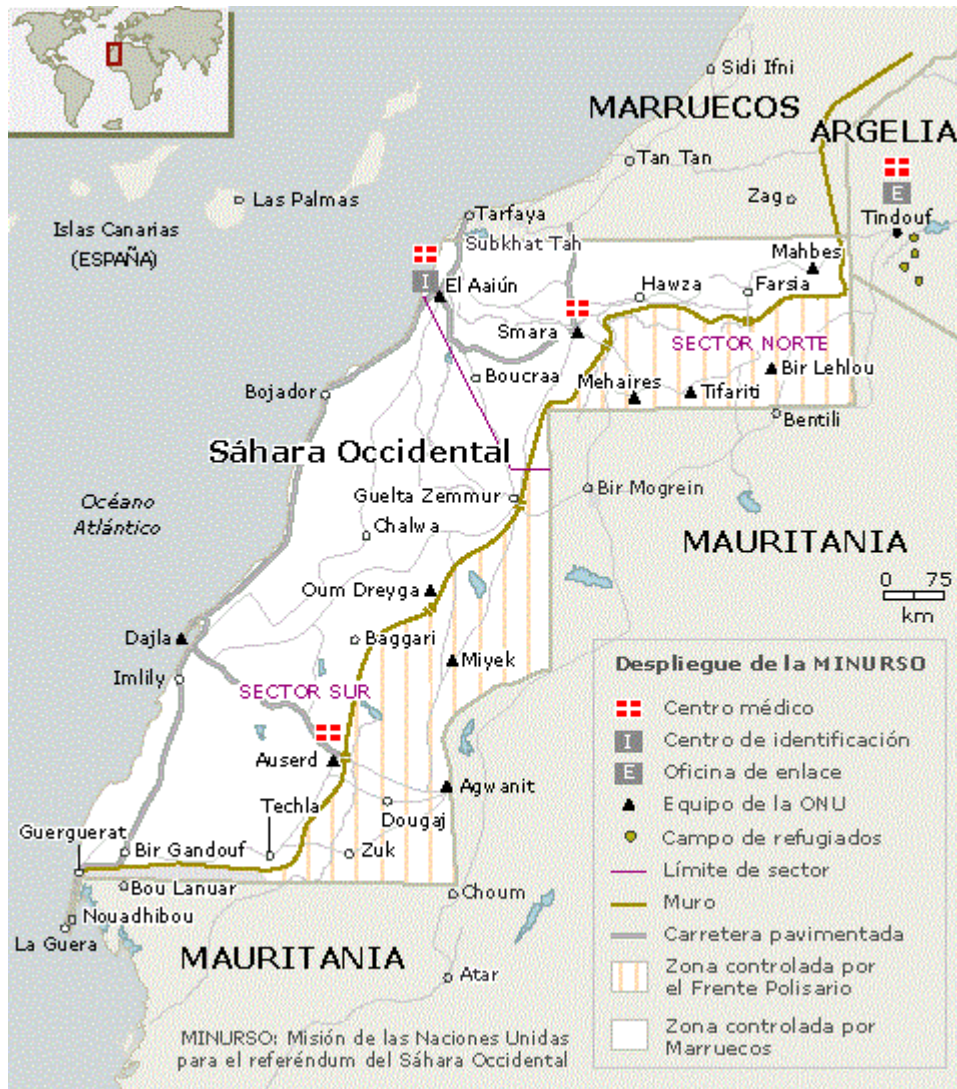 Sidi Ifni
MARRUECOS
ARGELIA
Tan Tan
Zag
E
Tindouf
Las Palmas
Islas Canarias
(ESPAÑA)
Tarfaya
Subkhat Tah
Mahbes
I
El Aaiún
Hawza
Farsia
Smara
SECTOR NORTE
Boucraa
Mehaires
Bir Lehlou
Tifariti
Bojador
Bentili
Sáhara Occidental
Guelta Zemmur
Bir Mogrein
Océano
Atlántico
Chalwa
MAURITANIA
0 75
km
Oum Dreyga
Dajla
Baggari
Miyek
Imlily
SECTOR SUR
Auserd
Agwanit
Techla
Dougaj
Guerguerat
Bir Gandouf
Zuk
Bou Lanuar
Choum
Nouadhibou
La Guera
MAURITANIA
Atar
Despliegue de la MINURSO
Centro médico
I Centro de identificación
E Oficina de enlace
Equipo de la ONU
Campo de refugiados
Límite de sector
Muro
Carretera pavimentada
Zona controlada por
el Frente Polisario
Zona controlada por
Marruecos
MINURSO: Misión de las Naciones Unidas
para el referéndum del Sáhara Occidental